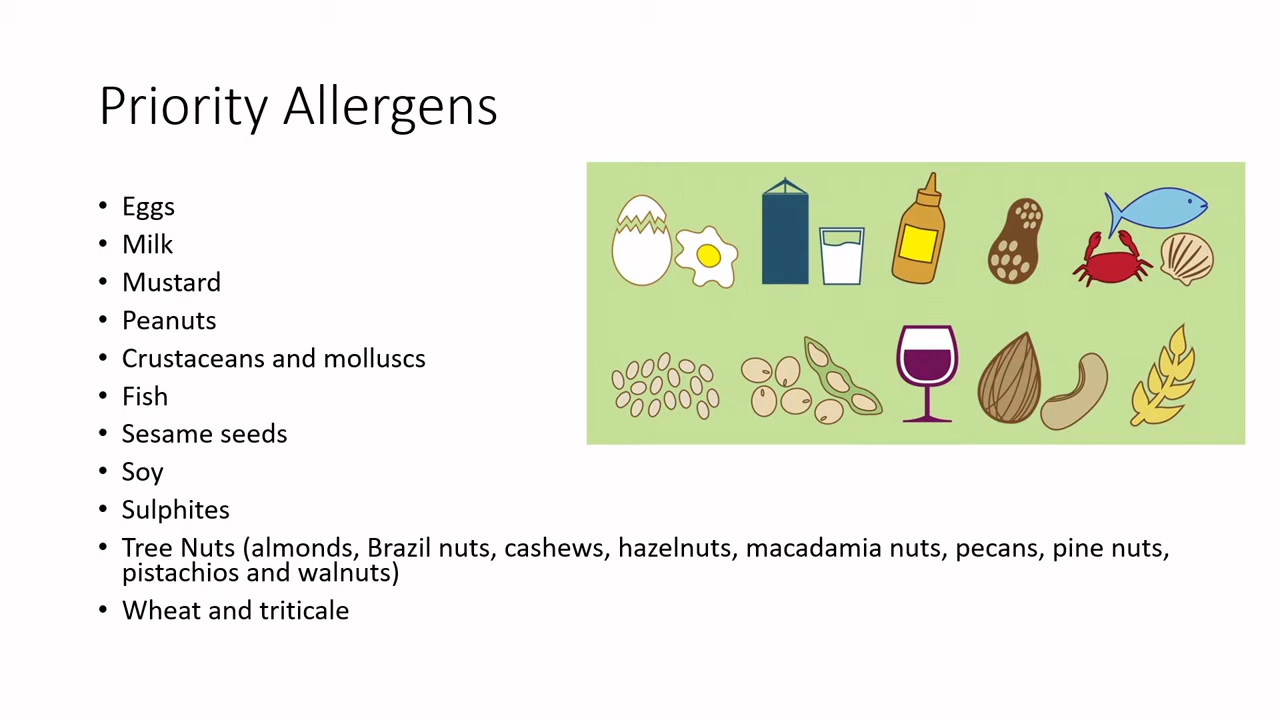 Priority Allergens
• Eggs
• Milk
• Mustard
• Peanuts
• Crustaceans and molluscs
• Fish
• Sesame seeds
• Soy
• Sulphites
• Tree Nuts (almonds, Brazil nuts, cashews, hazelnuts, macadamia nuts, pecans, pine nuts,
pistachios and walnuts)
• Wheat and triticale